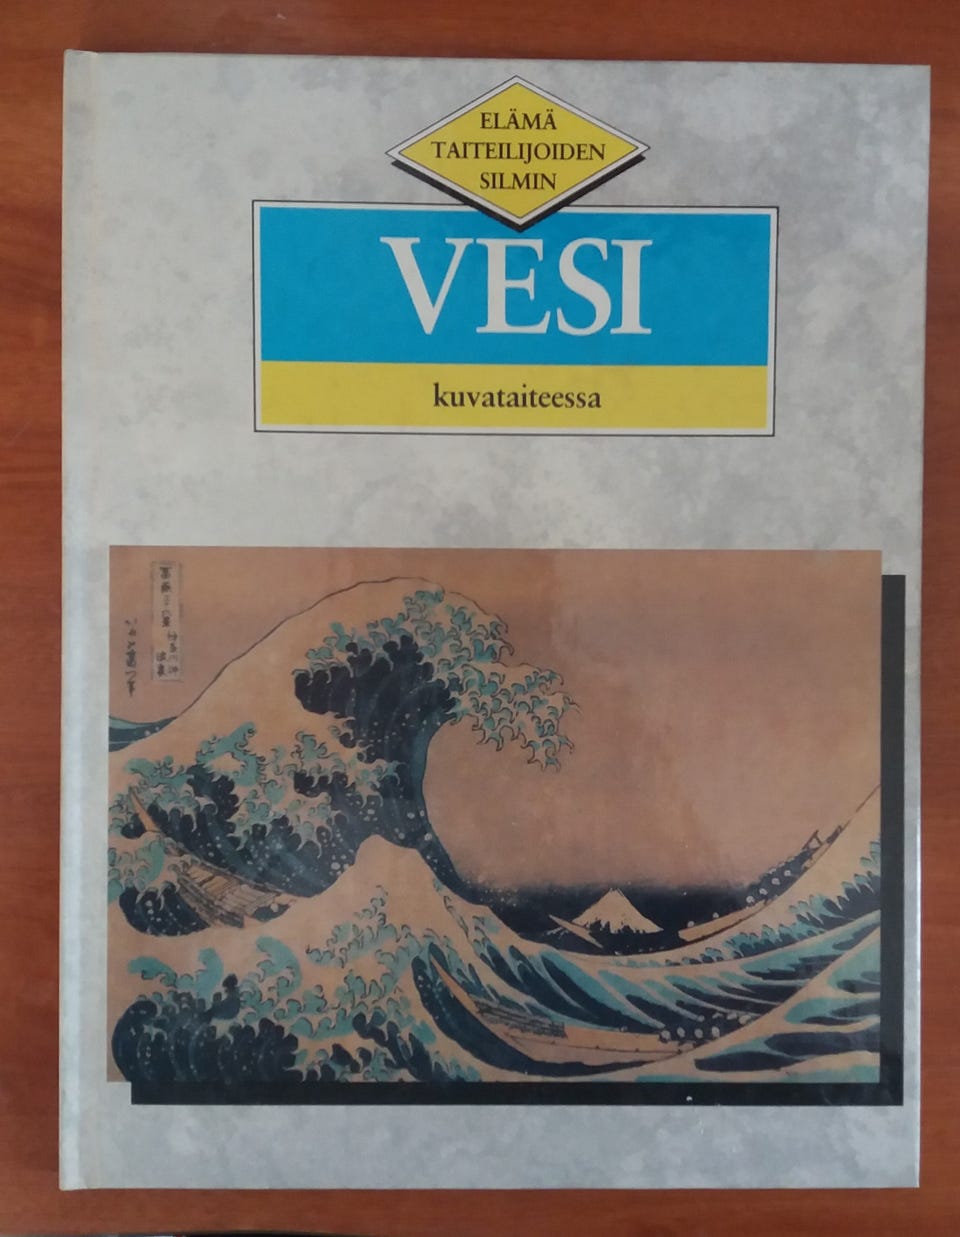 ELÄMÄ
TAITEILIJOIDEN
SILMIN
VESI
kuvataiteessa